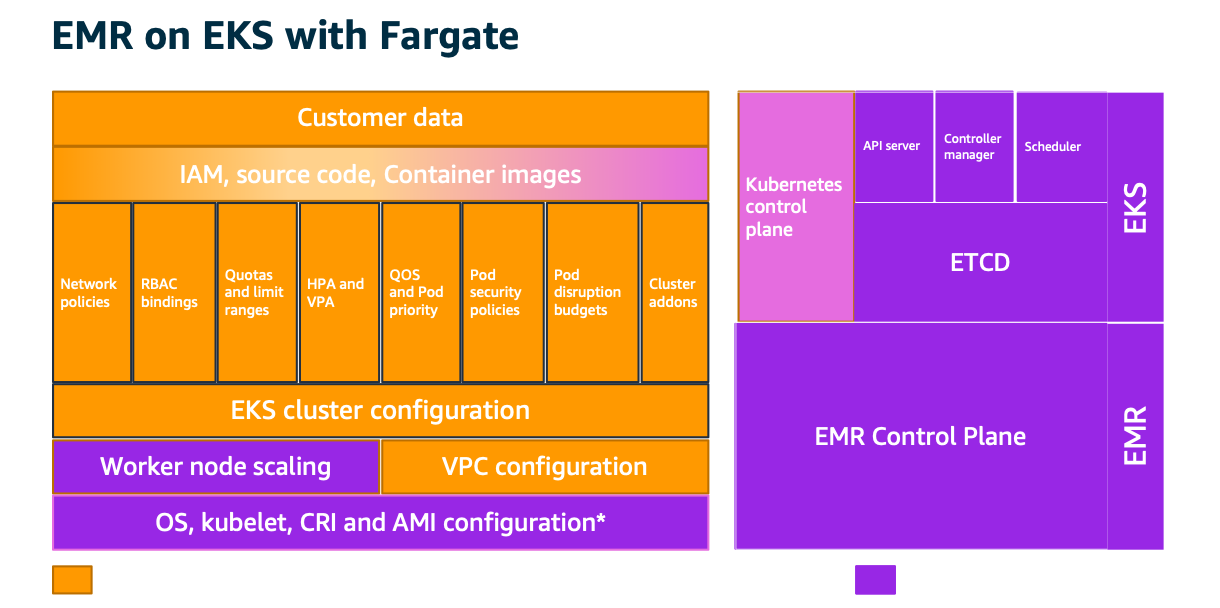 EMR on EKS with Fargate
Customer data
IAM, source code, Container images
Network
policies
RBAC
bindings
Quotas
and limit
ranges
HPA and
VPA
QOS
and Pod
priority
Pod
security
policies
Pod
disruption
budgets
Cluster
addons
EKS cluster configuration
Worker node scaling
VPC configuration
OS, kubelet, CRI and AMI configuration*
Kubernetes
control
plane
API server
Controller
manager
Scheduler
ETCD
EKS
EMR Control Plane
EMR